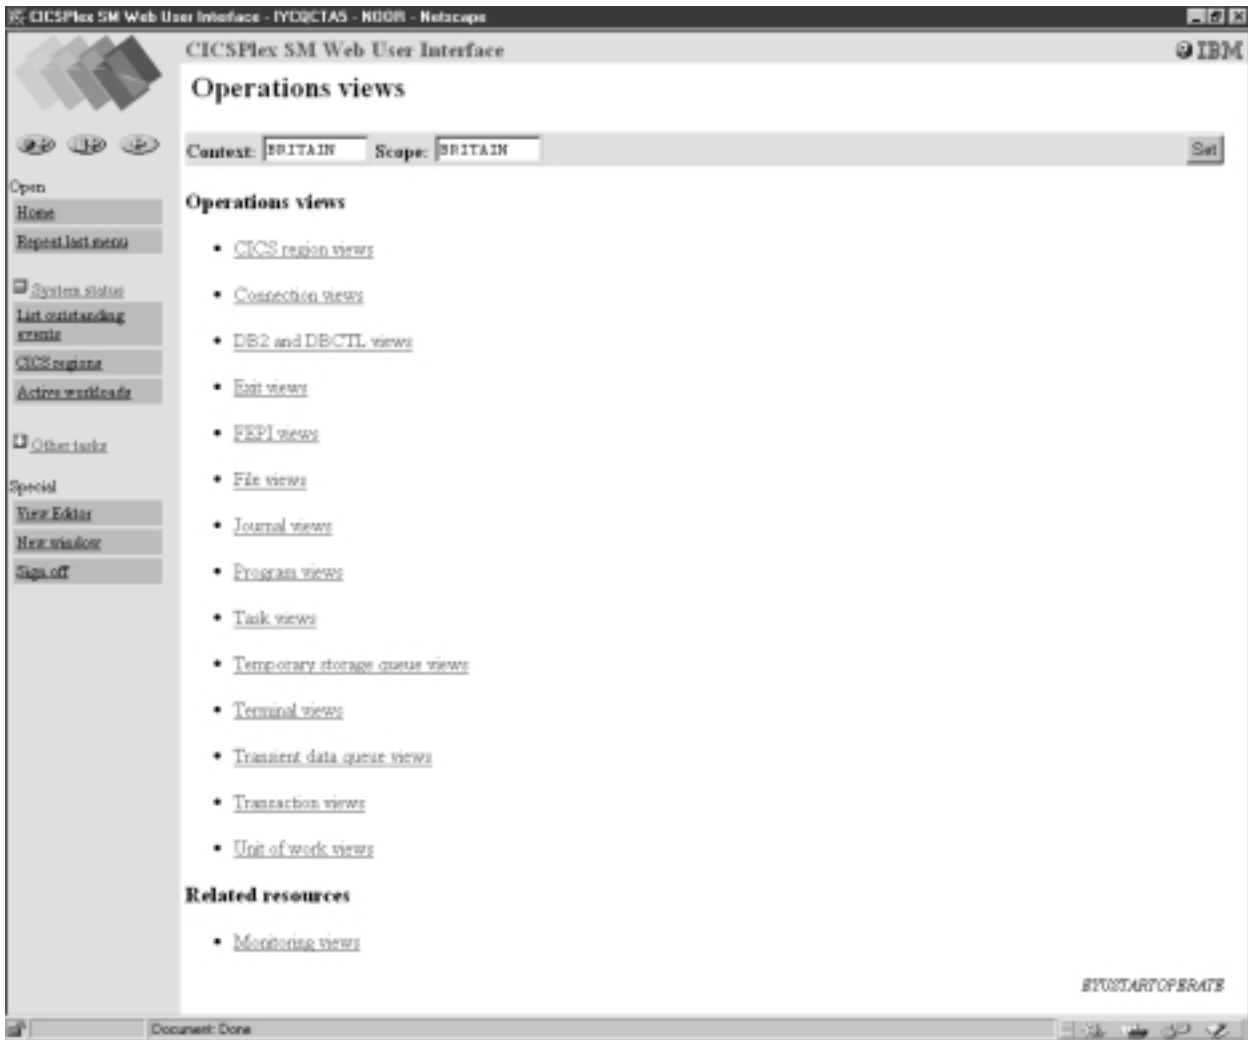 CICSPlex SM Web User Interface - IYCQCTA5 - NOOR - Netscape
CICSPlex SM Web User Interface
IBM
Operations views
Context: BRITAIN Scope: BRITAIN Set
Open
Home
Repeat last menu
System status
List outstanding
events
CICS regions
Active workloads
Other tasks
Special
View Editor
New window
Sign off
Operations views
• CICS region views
• Connection views
• DB2 and DBCTL views
• Exit views
• FEPI views
• File views
• Journal views
• Program views
• Task views
• Temporary storage queue views
• Terminal views
• Transient data queue views
• Transaction views
• Unit of work views
Related resources
• Monitoring views
EYUSTARTOPERATE
Document: Done